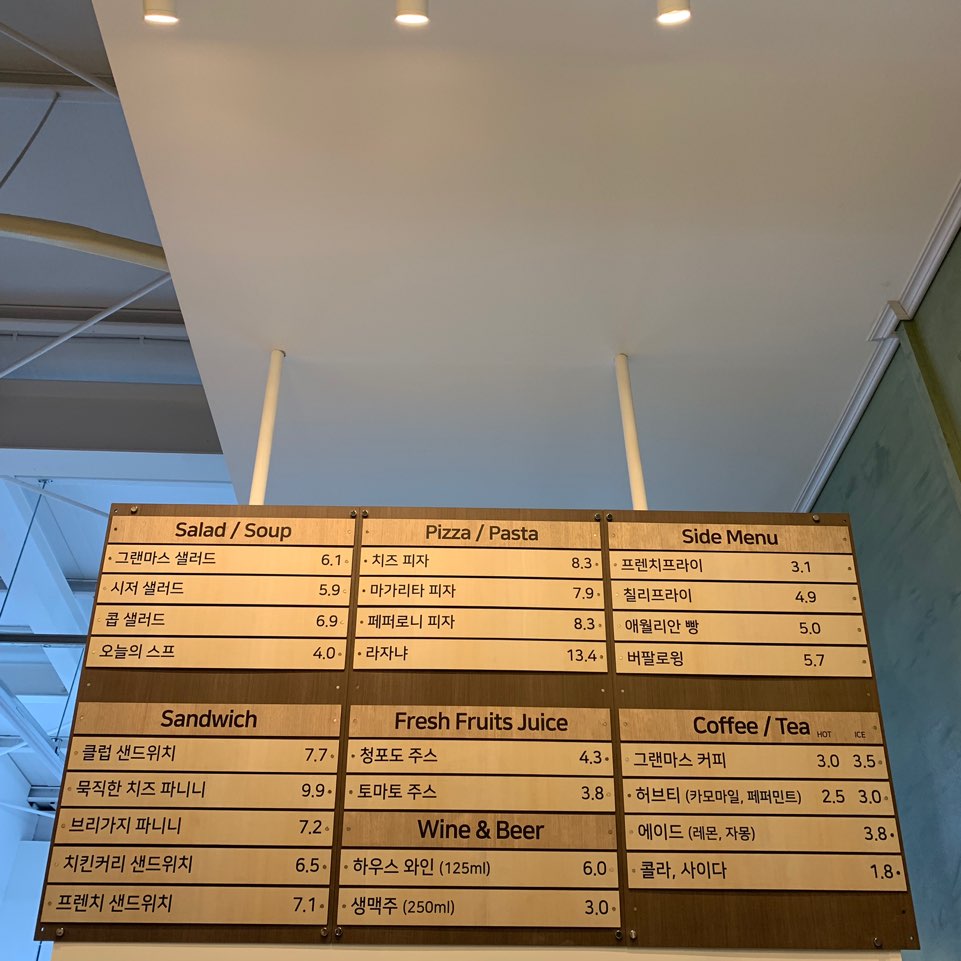 Salad / Soup
그랜마스 샐러드 6.1
시저 샐러드 5.9
콥 샐러드 6.9
오늘의 스프 4.0
Pizza / Pasta
치즈 피자 8.3
마가리타 피자 7.9
페퍼로니 피자 8.3
라자냐 13.4
Side Menu
프렌치프라이 3.1
칠리프라이 4.9
애월리안 빵 5.0
버팔로윙 5.7
Sandwich
클럽 샌드위치 7.7
묵직한 치즈 파니니 9.9
브리가지 파니니 7.2
치킨커리 샌드위치 6.5
프렌치 샌드위치 7.1
Fresh Fruits Juice
청포도 주스 4.3
토마토 주스 3.8
Wine & Beer
하우스 와인 (125ml) 6.0
생맥주 (250ml) 3.0
Coffee / Tea HOT ICE
그랜마스 커피 3.0 3.5
허브티 (카모마일, 페퍼민트) 2.5 3.0
에이드 (레몬, 자몽) 3.8
콜라, 사이다 1.8